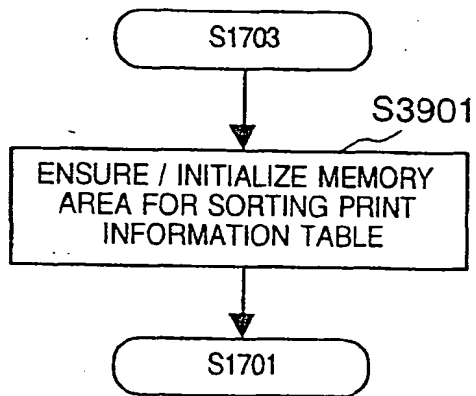 S1703
S3901
ENSURE / INITIALIZE MEMORY
AREA FOR SORTING PRINT
INFORMATION TABLE
S1701